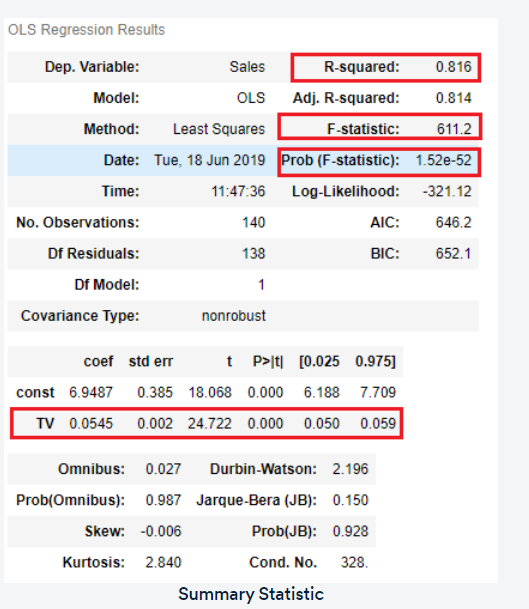 OLS Regression Results
Dep. Variable: Sales R-squared: 0.816
Model: OLS Adj. R-squared: 0.814
Method: Least Squares F-statistic: 611.2
Date: Tue, 18 Jun 2019 Prob (F-statistic): 1.52e-52
Time: 11:47:36 Log-Likelihood: -321.12
No. Observations: 140 AIC: 646.2
Df Residuals: 138 BIC: 652.1
Df Model: 1
Covariance Type: nonrobust
coef std err t P>|t| [0.025 0.975]
const 6.9487 0.385 18.068 0.000 6.188 7.709
TV 0.0545 0.002 24.722 0.000 0.050 0.059
Omnibus: 0.027 Durbin-Watson: 2.196
Prob(Omnibus): 0.987 Jarque-Bera (JB): 0.150
Skew: -0.006 Prob(JB): 0.928
Kurtosis: 2.840 Cond. No. 328.
Summary Statistic